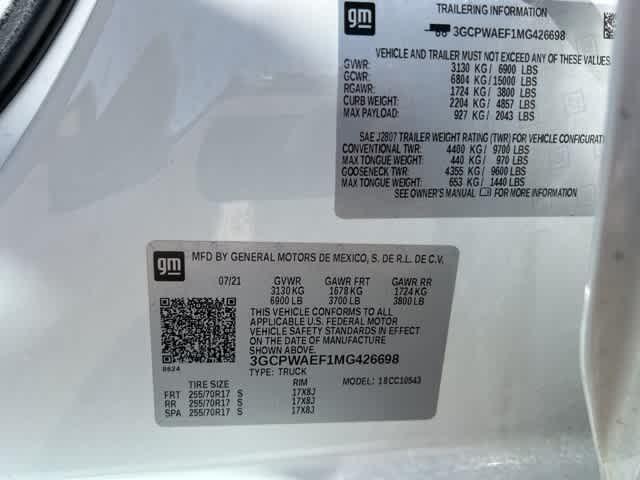 gm
TRAILERING INFORMATION
3GCPWAEF1MG426698
VEHICLE AND TRAILER MUST NOT EXCEED ANY OF THESE VALUES
GVWR: 3130 KG / 6900 LBS
GCWR: 6804 KG / 15000 LBS
RGAWR: 1724 KG / 3800 LBS
CURB WEIGHT: 2204 KG / 4857 LBS
MAX PAYLOAD: 927 KG / 2043 LBS
SAE J2807 TRAILER WEIGHT RATING (TWR) FOR VEHICLE CONFIGURAT
CONVENTIONAL TWR: 4400 KG / 9700 LBS
MAX TONGUE WEIGHT: 440 KG / 970 LBS
GOOSENECK TWR: 4355 KG / 9600 LBS
MAX TONGUE WEIGHT: 653 KG / 1440 LBS
SEE OWNER'S MANUAL FOR MORE INFORMATION
gm
MFD BY GENERAL MOTORS DE MEXICO, S. DE R.L. DE C.V.
07/21 GVWR GAWR FRT GAWR RR
3130 KG 1678 KG 1724 KG
6900 LB 3700 LB 3800 LB
THIS VEHICLE CONFORMS TO ALL
APPLICABLE U.S. FEDERAL MOTOR
VEHICLE SAFETY STANDARDS IN EFFECT
ON THE DATE OF MANUFACTURE
SHOWN ABOVE.
3GCPWAEF1MG426698
8624 TYPE: TRUCK MODEL: 18CC10543
TIRE SIZE RIM
FRT 255/70R17 S 17X8J
RR 255/70R17 S 17X8J
SPA 255/70R17 S 17X8J